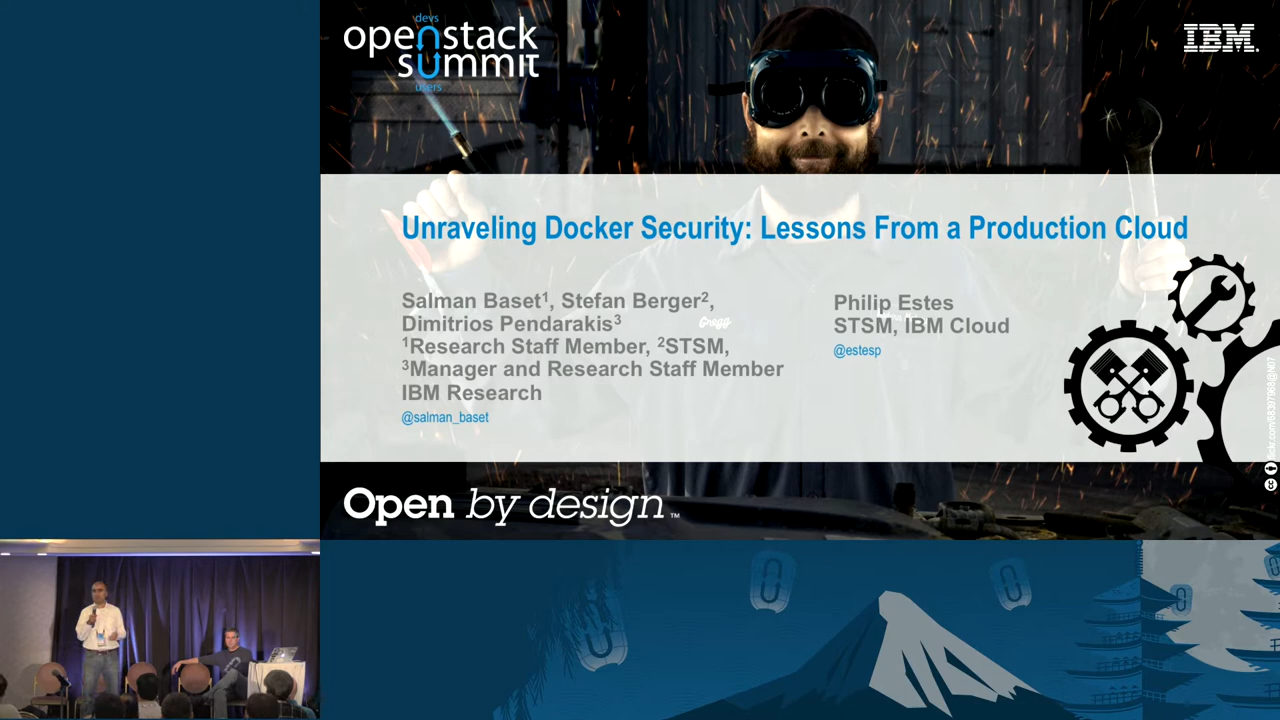 devs
openstack
summit
users
IBM
Unraveling Docker Security: Lessons From a Production Cloud
Salman Baset¹, Stefan Berger²,
Dimitrios Pendarakis³
¹Research Staff Member, ²STSM,
³Manager and Research Staff Member
IBM Research
@salman_baset
Philip Estes
STSM, IBM Cloud
@estesp
Gregg
Open by design™